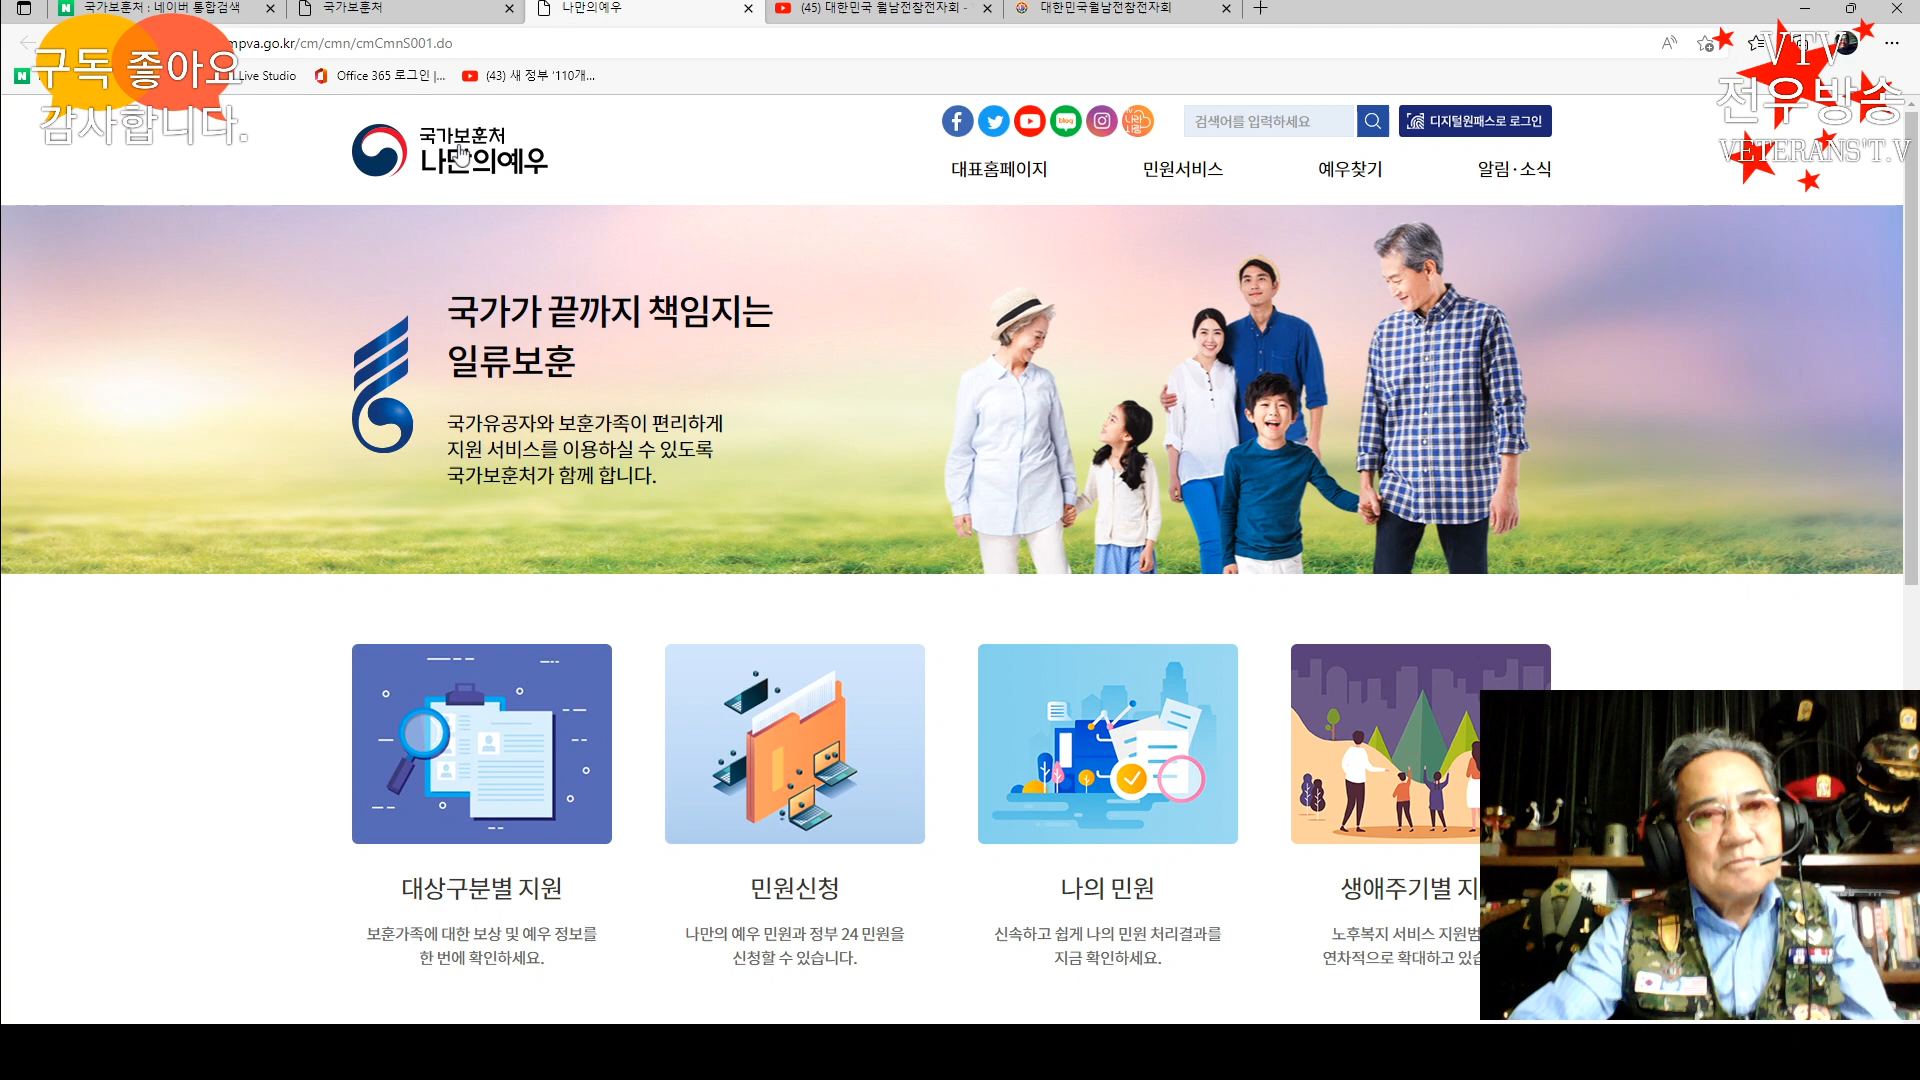 국가보훈처 : 네이버 통합검색
국가보훈처
나만의예우
(45) 대한민국 월남전참전자회 -
대한민국월남전참전자회
mpva.go.kr/cm/cmn/cmCmnS001.do
Live Studio
Office 365 로그인 |...
(43) 새 정부 '110개...
구독 좋아요
감사합니다.
VTV
전우방송
VETERANS'T.V
국가보훈처
나만의예우
blog
나라
사랑
검색어를 입력하세요
디지털원패스로 로그인
대표홈페이지
민원서비스
예우찾기
알림·소식
국가가 끝까지 책임지는
일류보훈
국가유공자와 보훈가족이 편리하게
지원 서비스를 이용하실 수 있도록
국가보훈처가 함께 합니다.
대상구분별 지원
보훈가족에 대한 보상 및 예우 정보를
한 번에 확인하세요.
민원신청
나만의 예우 민원과 정부 24 민원을
신청할 수 있습니다.
나의 민원
신속하고 쉽게 나의 민원 처리결과를
지금 확인하세요.
생애주기별 지
노후복지 서비스 지원범
연차적으로 확대하고 있습